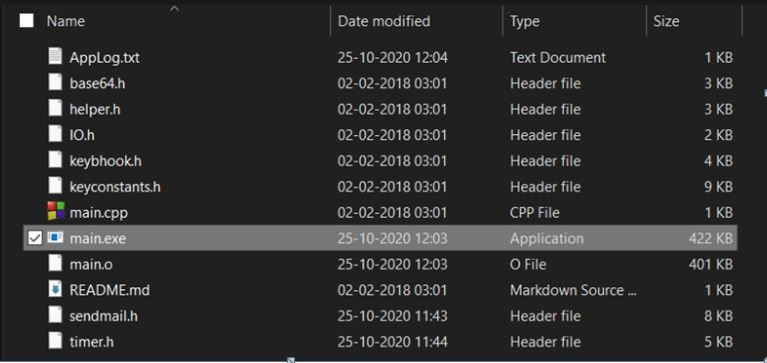 Name Date modified Type Size
AppLog.txt 25-10-2020 12:04 Text Document 1 KB
base64.h 02-02-2018 03:01 Header file 3 KB
helper.h 02-02-2018 03:01 Header file 3 KB
IO.h 02-02-2018 03:01 Header file 2 KB
keybhook.h 02-02-2018 03:01 Header file 4 KB
keyconstants.h 02-02-2018 03:01 Header file 9 KB
main.cpp 02-02-2018 03:01 CPP File 1 KB
main.exe 25-10-2020 12:03 Application 422 KB
main.o 25-10-2020 12:03 O File 401 KB
README.md 02-02-2018 03:01 Markdown Source ... 1 KB
sendmail.h 25-10-2020 11:43 Header file 8 KB
timer.h 25-10-2020 11:44 Header file 5 KB